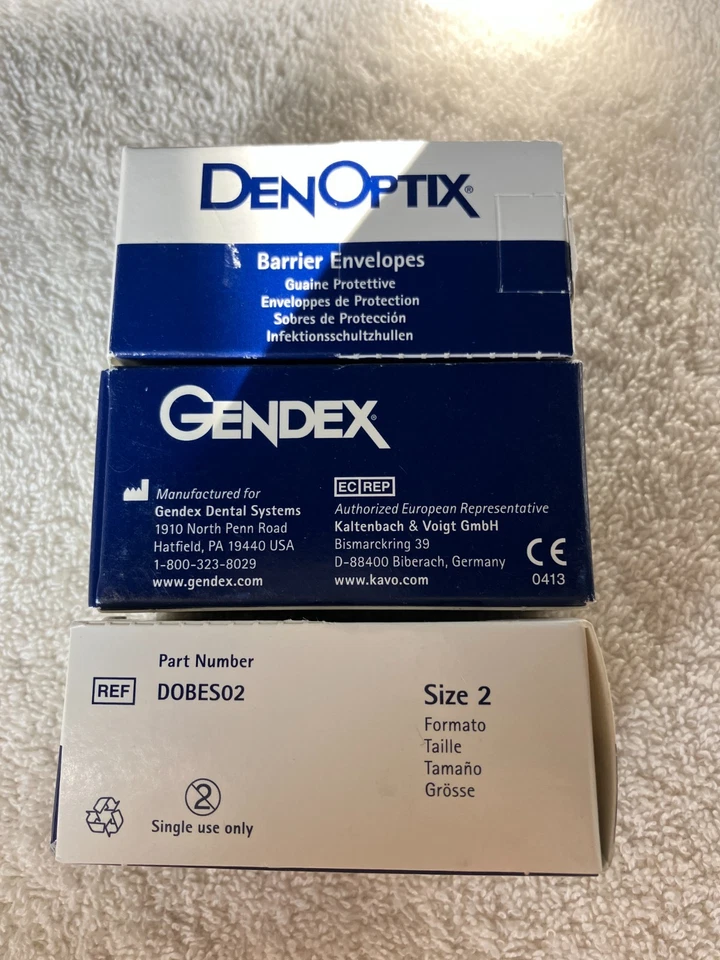 DENOPTIX®
Barrier Envelopes
Guaine Protettive
Enveloppes de Protection
Sobres de Protección
Infektionsschutzhullen
GENDEX®
Manufactured for
Gendex Dental Systems
1910 North Penn Road
Hatfield, PA 19440 USA
1-800-323-8029
www.gendex.com
EC REP
Authorized European Representative
Kaltenbach & Voigt GmbH
Bismarckring 39
D-88400 Biberach, Germany
www.kavo.com
CE
0413
Part Number
REF DOBES02
Size 2
Formato
Taille
Tamaño
Grösse
2
Single use only